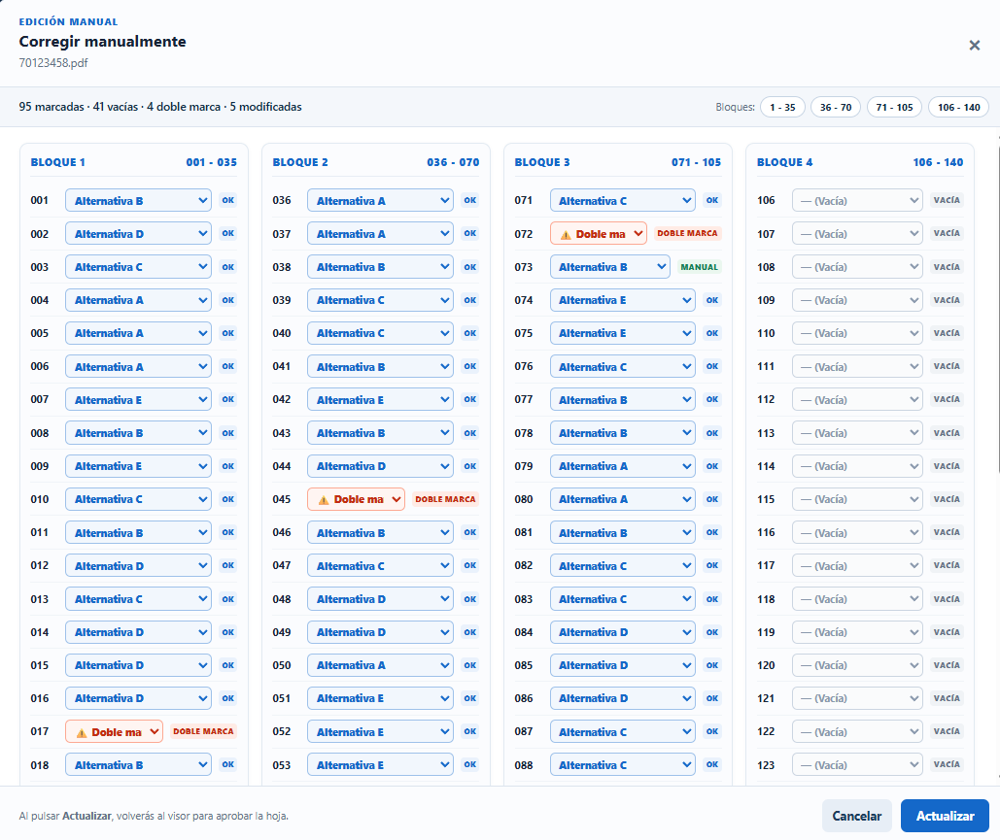 EDICIÓN MANUAL
Corregir manualmente
70123458.pdf
×
95 marcadas · 41 vacías · 4 doble marca · 5 modificadas
Bloques: 1 - 35 36 - 70 71 - 105 106 - 140
BLOQUE 1 001 - 035
001 Alternativa B OK
002 Alternativa D OK
003 Alternativa C OK
004 Alternativa A OK
005 Alternativa A OK
006 Alternativa A OK
007 Alternativa E OK
008 Alternativa B OK
009 Alternativa E OK
010 Alternativa C OK
011 Alternativa B OK
012 Alternativa D OK
013 Alternativa C OK
014 Alternativa D OK
015 Alternativa D OK
016 Alternativa D OK
017 ⚠ Doble ma DOBLE MARCA
018 Alternativa B OK
BLOQUE 2 036 - 070
036 Alternativa A OK
037 Alternativa A OK
038 Alternativa B OK
039 Alternativa C OK
040 Alternativa C OK
041 Alternativa B OK
042 Alternativa E OK
043 Alternativa B OK
044 Alternativa D OK
045 ⚠ Doble ma DOBLE MARCA
046 Alternativa B OK
047 Alternativa C OK
048 Alternativa D OK
049 Alternativa D OK
050 Alternativa A OK
051 Alternativa E OK
052 Alternativa E OK
053 Alternativa E OK
BLOQUE 3 071 - 105
071 Alternativa C OK
072 ⚠ Doble ma DOBLE MARCA
073 Alternativa B MANUAL
074 Alternativa E OK
075 Alternativa E OK
076 Alternativa C OK
077 Alternativa B OK
078 Alternativa B OK
079 Alternativa A OK
080 Alternativa A OK
081 Alternativa B OK
082 Alternativa C OK
083 Alternativa C OK
084 Alternativa D OK
085 Alternativa D OK
086 Alternativa D OK
087 Alternativa C OK
088 Alternativa C OK
BLOQUE 4 106 - 140
106 — (Vacía) VACÍA
107 — (Vacía) VACÍA
108 — (Vacía) VACÍA
109 — (Vacía) VACÍA
110 — (Vacía) VACÍA
111 — (Vacía) VACÍA
112 — (Vacía) VACÍA
113 — (Vacía) VACÍA
114 — (Vacía) VACÍA
115 — (Vacía) VACÍA
116 — (Vacía) VACÍA
117 — (Vacía) VACÍA
118 — (Vacía) VACÍA
119 — (Vacía) VACÍA
120 — (Vacía) VACÍA
121 — (Vacía) VACÍA
122 — (Vacía) VACÍA
123 — (Vacía) VACÍA
Al pulsar Actualizar, volverás al visor para aprobar la hoja.
Cancelar Actualizar